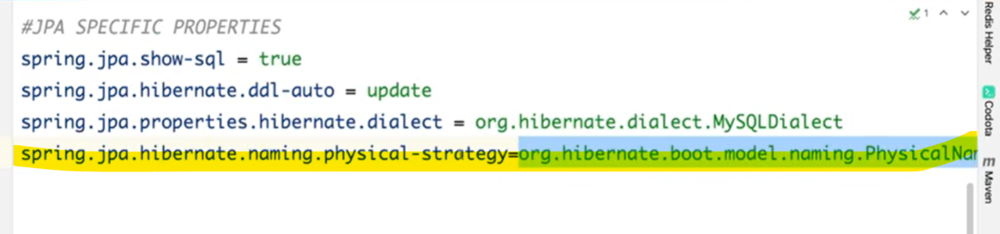 #JPA SPECIFIC PROPERTIES
spring.jpa.show-sql = true
spring.jpa.hibernate.ddl-auto = update
spring.jpa.properties.hibernate.dialect = org.hibernate.dialect.MySQLDialect
spring.jpa.hibernate.naming.physical-strategy=org.hibernate.boot.model.naming.PhysicalNa
1
Redis Helper
Codota
m Maven